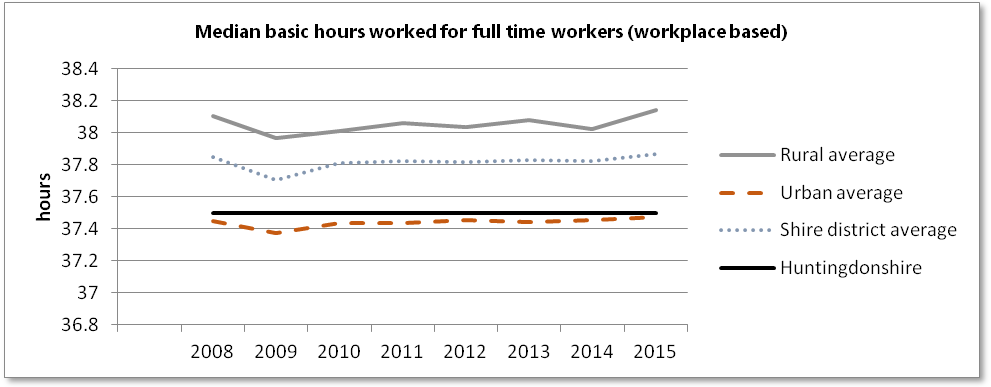 Median basic hours worked for full time workers (workplace based)
38.4
38.2
38
37.8
37.6
37.4
37.2
37
36.8
hours
2008 2009 2010 2011 2012 2013 2014 2015
Rural average
Urban average
Shire district average
Huntingdonshire